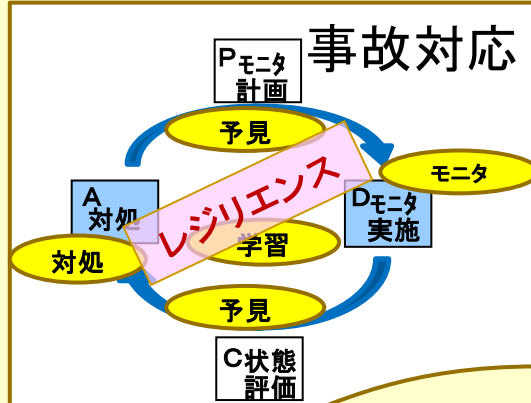 事故対応
Pモニタ
計画
予見
モニタ
A
対処
レジリエンス
Dモニタ
実施
学習
対処
予見
C状態
評価